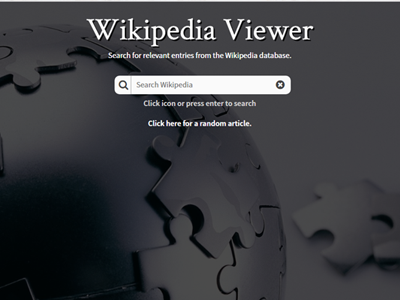 Wikipedia Viewer
Search for relevant entries from the Wikipedia database.
Search Wikipedia
Click icon or press enter to search
Click here for a random article.